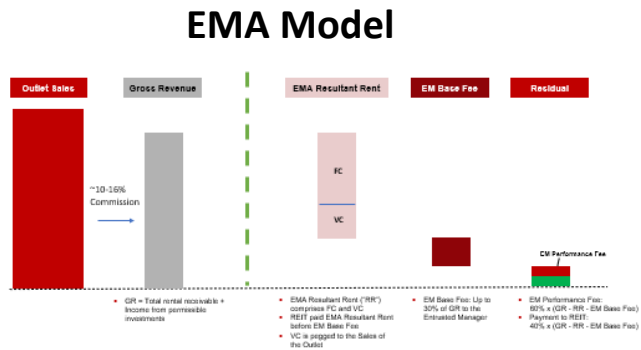 EMA Model
Outlet Sales
Gross Revenue
EMA Resultant Rent
EM Base Fee
Residual
~10-16%
Commission
FC
VC
EM Performance Fee
• GR = Total rental receivable +
Income from permissible
investments
• EMA Resultant Rent ("RR")
comprises FC and VC
• REIT paid EMA Resultant Rent
before EM Base Fee
• VC is pegged to the Sales of
the Outlet
• EM Base Fee: Up to
30% of GR to the
Entrusted Manager
• EM Performance Fee:
60% x (GR - RR - EM Base Fee)
• Payment to REIT:
40% x (GR - RR - EM Base Fee)